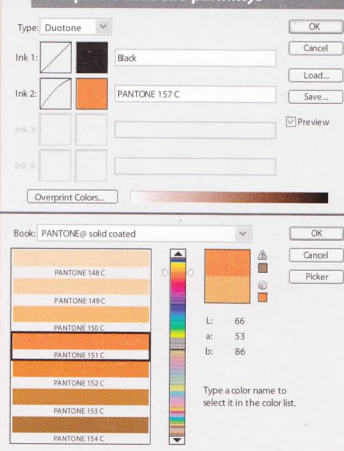 Type: Duotone
OK
Cancel
Load...
Save...
Preview
Ink 1:
Black
Ink 2:
PANTONE 157 C
Ink 3:
Ink 4:
Overprint Colors...
Book: PANTONE@ solid coated
OK
Cancel
Picker
PANTONE 148 C
PANTONE 149 C
PANTONE 150 C
PANTONE 151 C
PANTONE 152 C
PANTONE 153 C
PANTONE 154 C
L: 66
a: 53
b: 86
Type a color name to
select it in the color list.